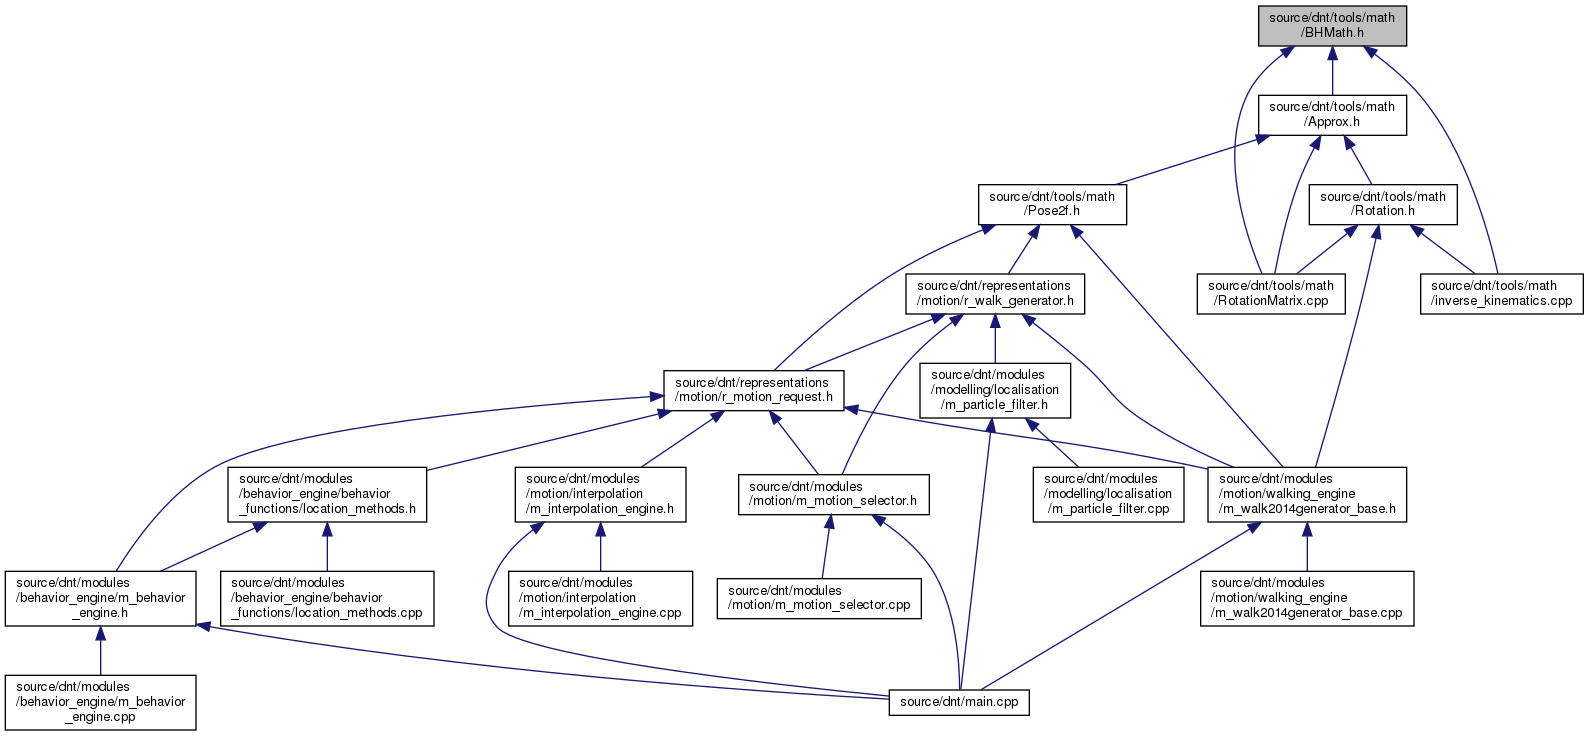 source/dnt/tools/math
/BHMath.h
source/dnt/tools/math
/Approx.h
source/dnt/tools/math
/Pose2f.h
source/dnt/tools/math
/Rotation.h
source/dnt/representations
/motion/r_walk_generator.h
source/dnt/tools/math
/RotationMatrix.cpp
source/dnt/tools/math
/inverse_kinematics.cpp
source/dnt/representations
/motion/r_motion_request.h
source/dnt/modules
/modelling/localisation
/m_particle_filter.h
source/dnt/modules
/behavior_engine/behavior
_functions/location_methods.h
source/dnt/modules
/motion/interpolation
/m_interpolation_engine.h
source/dnt/modules
/motion/m_motion_selector.h
source/dnt/modules
/modelling/localisation
/m_particle_filter.cpp
source/dnt/modules
/motion/walking_engine
/m_walk2014generator_base.h
source/dnt/modules
/behavior_engine/m_behavior
_engine.h
source/dnt/modules
/behavior_engine/behavior
_functions/location_methods.cpp
source/dnt/modules
/motion/interpolation
/m_interpolation_engine.cpp
source/dnt/modules
/motion/m_motion_selector.cpp
source/dnt/modules
/motion/walking_engine
/m_walk2014generator_base.cpp
source/dnt/modules
/behavior_engine/m_behavior
_engine.cpp
source/dnt/main.cpp